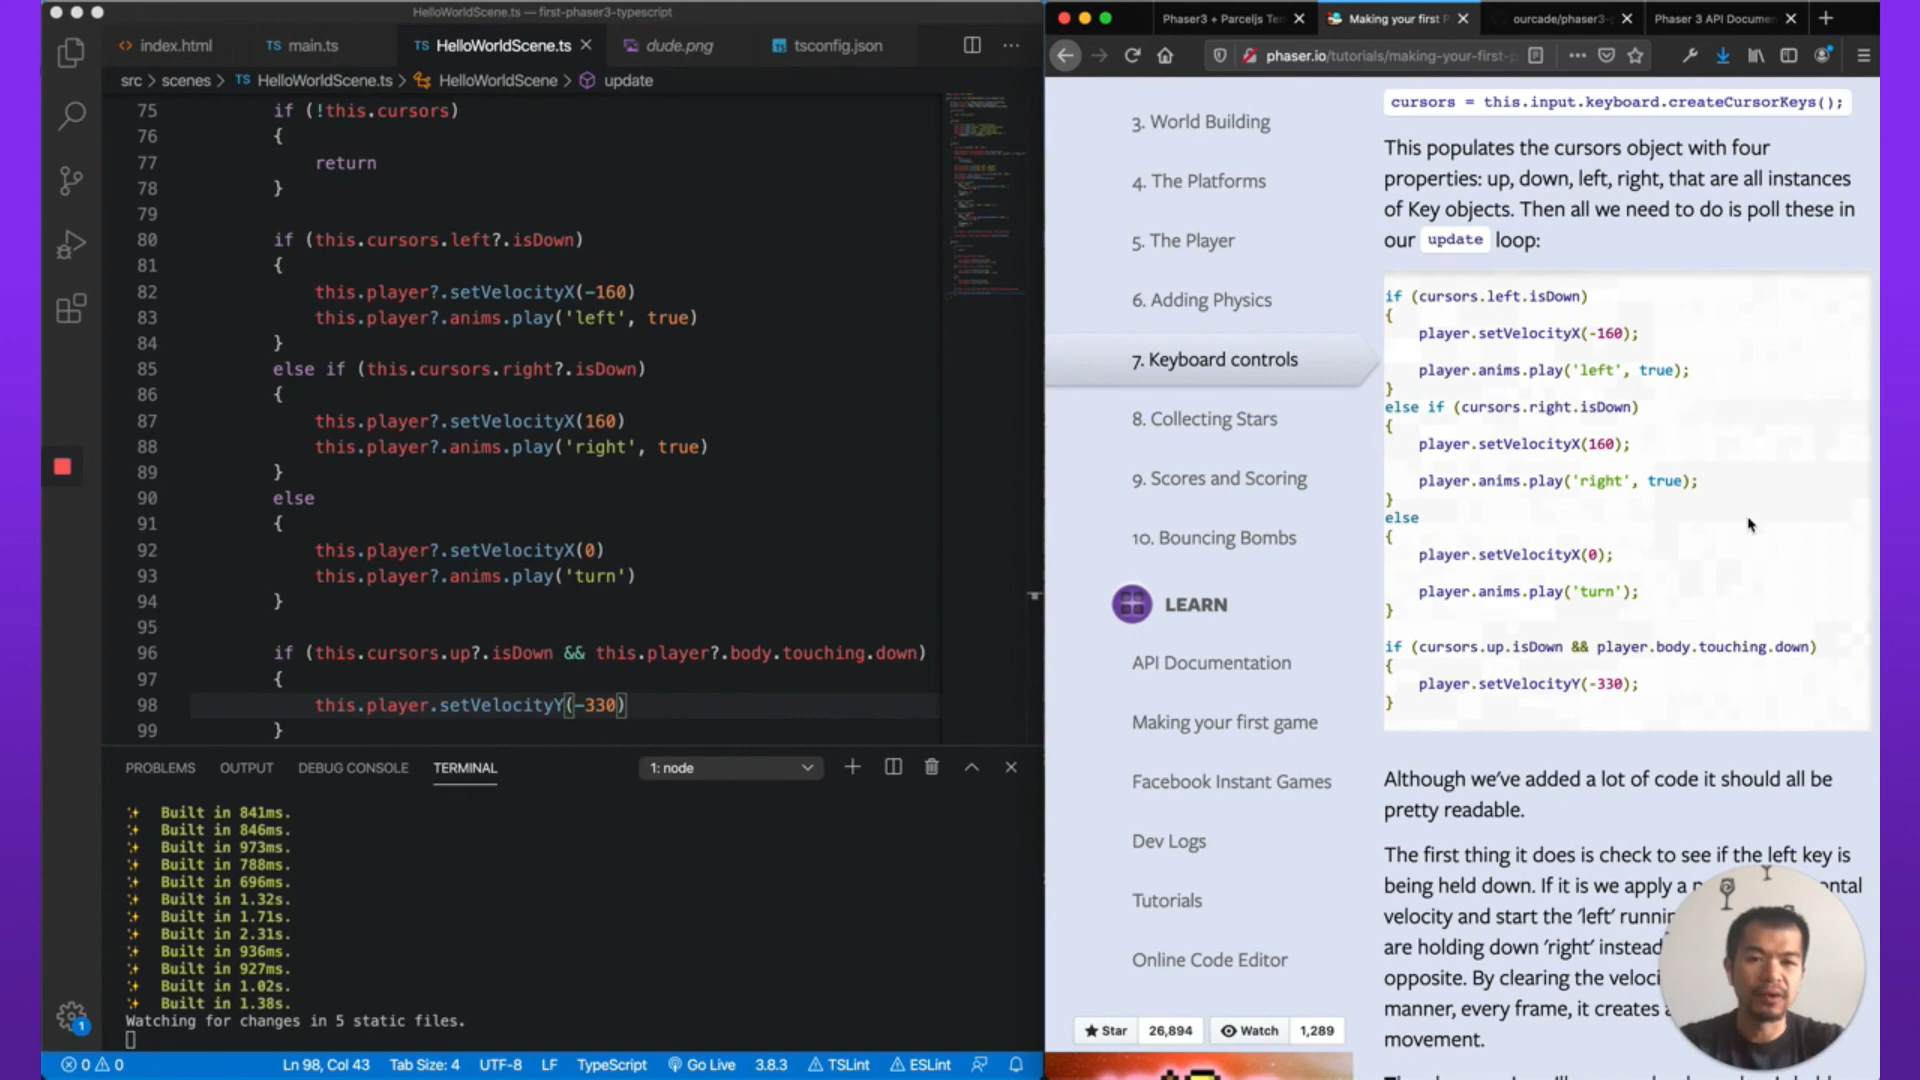 HelloWorldScene.ts — first-phaser3-typescript
index.html
TS main.ts
TS HelloWorldScene.ts
dude.png
tsconfig.json
src > scenes > TS HelloWorldScene.ts > HelloWorldScene > update
75 if (!this.cursors)
76 {
77 return
78 }
79
80 if (this.cursors.left?.isDown)
81 {
82 this.player?.setVelocityX(-160)
83 this.player?.anims.play('left', true)
84 }
85 else if (this.cursors.right?.isDown)
86 {
87 this.player?.setVelocityX(160)
88 this.player?.anims.play('right', true)
89 }
90 else
91 {
92 this.player?.setVelocityX(0)
93 this.player?.anims.play('turn')
94 }
95
96 if (this.cursors.up?.isDown && this.player?.body.touching.down)
97 {
98 this.player.setVelocityY(-330)
99 }
PROBLEMS OUTPUT DEBUG CONSOLE TERMINAL 1: node
Built in 841ms.
Built in 846ms.
Built in 973ms.
Built in 788ms.
Built in 696ms.
Built in 1.32s.
Built in 1.71s.
Built in 2.31s.
Built in 936ms.
Built in 927ms.
Built in 1.02s.
Built in 1.38s.
Watching for changes in 5 static files.
1
0 0 Ln 98, Col 43 Tab Size: 4 UTF-8 LF TypeScript Go Live 3.8.3 TSLint ESLint
Phaser3 + Parceljs Te
Making your first P
ourcade/phaser3-
Phaser 3 API Documen
phaser.io/tutorials/making-your-first-p
3. World Building
4. The Platforms
5. The Player
6. Adding Physics
7. Keyboard controls
8. Collecting Stars
9. Scores and Scoring
10. Bouncing Bombs
LEARN
API Documentation
Making your first game
Facebook Instant Games
Dev Logs
Tutorials
Online Code Editor
Star 26,894 Watch 1,289
cursors = this.input.keyboard.createCursorKeys();
This populates the cursors object with four
properties: up, down, left, right, that are all instances
of Key objects. Then all we need to do is poll these in
our update loop:
if (cursors.left.isDown)
{
player.setVelocityX(-160);
player.anims.play('left', true);
}
else if (cursors.right.isDown)
{
player.setVelocityX(160);
player.anims.play('right', true);
}
else
{
player.setVelocityX(0);
player.anims.play('turn');
}
if (cursors.up.isDown && player.body.touching.down)
{
player.setVelocityY(-330);
}
Although we've added a lot of code it should all be
pretty readable.
The first thing it does is check to see if the left key is
being held down. If it is we apply a
velocity and start the 'left'
are holding down 'right' instead
opposite. By clearing the
manner, every frame, it creates
movement.